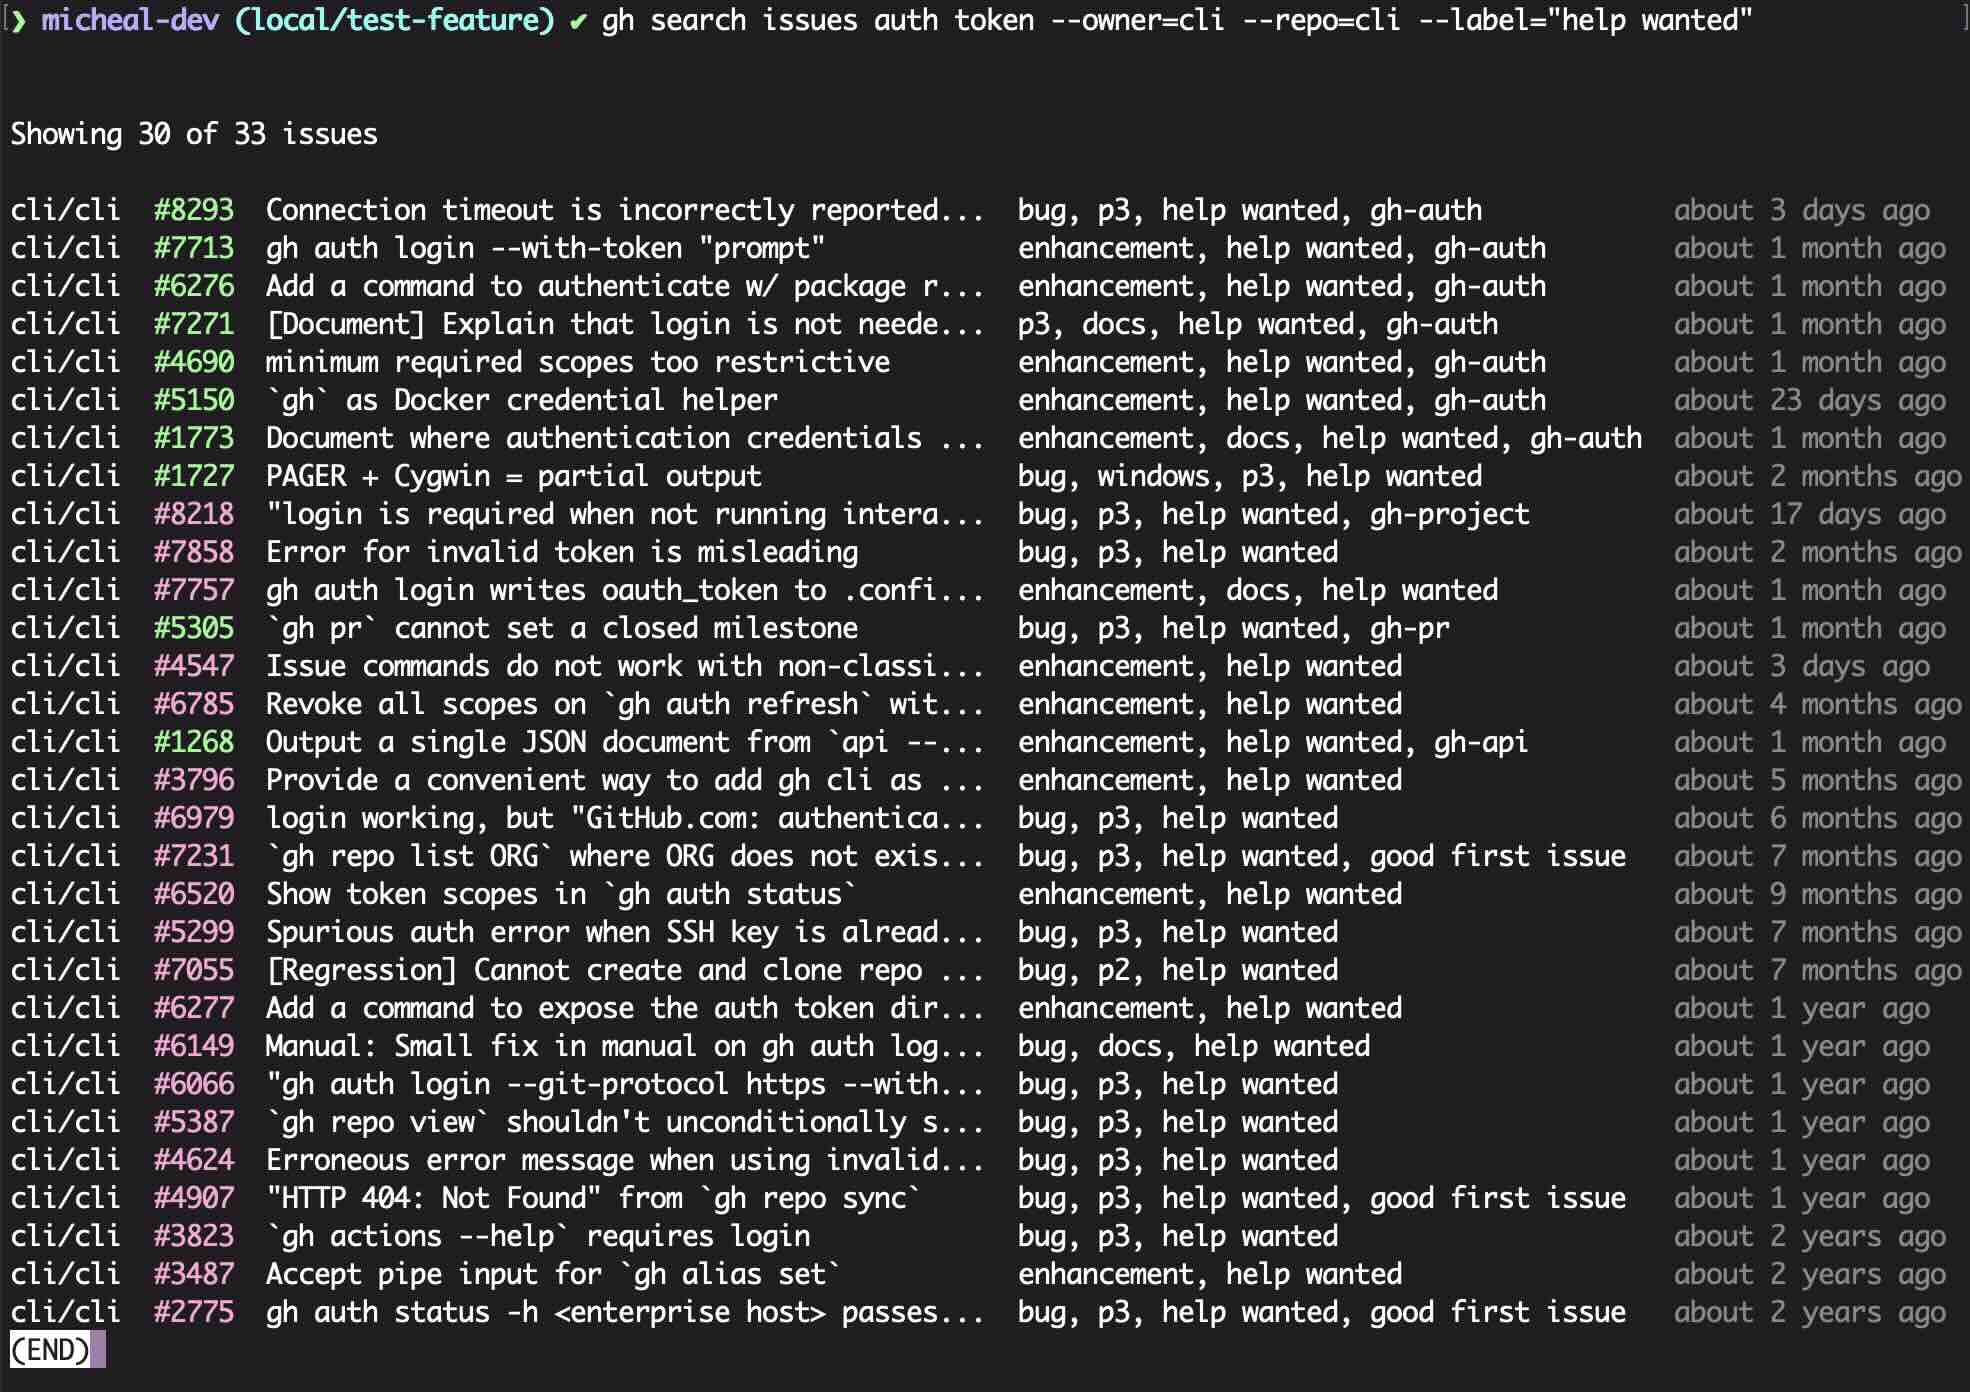 ❯ micheal-dev (local/test-feature) ✔ gh search issues auth token --owner=cli --repo=cli --label="help wanted"
Showing 30 of 33 issues
cli/cli  #8293  Connection timeout is incorrectly reported...  bug, p3, help wanted, gh-auth  about 3 days ago
cli/cli  #7713  gh auth login --with-token "prompt"  enhancement, help wanted, gh-auth  about 1 month ago
cli/cli  #6276  Add a command to authenticate w/ package r...  enhancement, help wanted, gh-auth  about 1 month ago
cli/cli  #7271  [Document] Explain that login is not neede...  p3, docs, help wanted, gh-auth  about 1 month ago
cli/cli  #4690  minimum required scopes too restrictive  enhancement, help wanted, gh-auth  about 1 month ago
cli/cli  #5150  `gh` as Docker credential helper  enhancement, help wanted, gh-auth  about 23 days ago
cli/cli  #1773  Document where authentication credentials ...  enhancement, docs, help wanted, gh-auth  about 1 month ago
cli/cli  #1727  PAGER + Cygwin = partial output  bug, windows, p3, help wanted  about 2 months ago
cli/cli  #8218  "login is required when not running intera...  bug, p3, help wanted, gh-project  about 17 days ago
cli/cli  #7858  Error for invalid token is misleading  bug, p3, help wanted  about 2 months ago
cli/cli  #7757  gh auth login writes oauth_token to .confi...  enhancement, docs, help wanted  about 1 month ago
cli/cli  #5305  `gh pr` cannot set a closed milestone  bug, p3, help wanted, gh-pr  about 1 month ago
cli/cli  #4547  Issue commands do not work with non-classi...  enhancement, help wanted  about 3 days ago
cli/cli  #6785  Revoke all scopes on `gh auth refresh` wit...  enhancement, help wanted  about 4 months ago
cli/cli  #1268  Output a single JSON document from `api --...  enhancement, help wanted, gh-api  about 1 month ago
cli/cli  #3796  Provide a convenient way to add gh cli as ...  enhancement, help wanted  about 5 months ago
cli/cli  #6979  login working, but "GitHub.com: authentica...  bug, p3, help wanted  about 6 months ago
cli/cli  #7231  `gh repo list ORG` where ORG does not exis...  bug, p3, help wanted, good first issue  about 7 months ago
cli/cli  #6520  Show token scopes in `gh auth status`  enhancement, help wanted  about 9 months ago
cli/cli  #5299  Spurious auth error when SSH key is alread...  bug, p3, help wanted  about 7 months ago
cli/cli  #7055  [Regression] Cannot create and clone repo ...  bug, p2, help wanted  about 7 months ago
cli/cli  #6277  Add a command to expose the auth token dir...  enhancement, help wanted  about 1 year ago
cli/cli  #6149  Manual: Small fix in manual on gh auth log...  bug, docs, help wanted  about 1 year ago
cli/cli  #6066  "gh auth login --git-protocol https --with...  bug, p3, help wanted  about 1 year ago
cli/cli  #5387  `gh repo view` shouldn't unconditionally s...  bug, p3, help wanted  about 1 year ago
cli/cli  #4624  Erroneous error message when using invalid...  bug, p3, help wanted  about 1 year ago
cli/cli  #4907  "HTTP 404: Not Found" from `gh repo sync`  bug, p3, help wanted, good first issue  about 1 year ago
cli/cli  #3823  `gh actions --help` requires login  bug, p3, help wanted  about 2 years ago
cli/cli  #3487  Accept pipe input for `gh alias set`  enhancement, help wanted  about 2 years ago
cli/cli  #2775  gh auth status -h <enterprise host> passes...  bug, p3, help wanted, good first issue  about 2 years ago
(END)